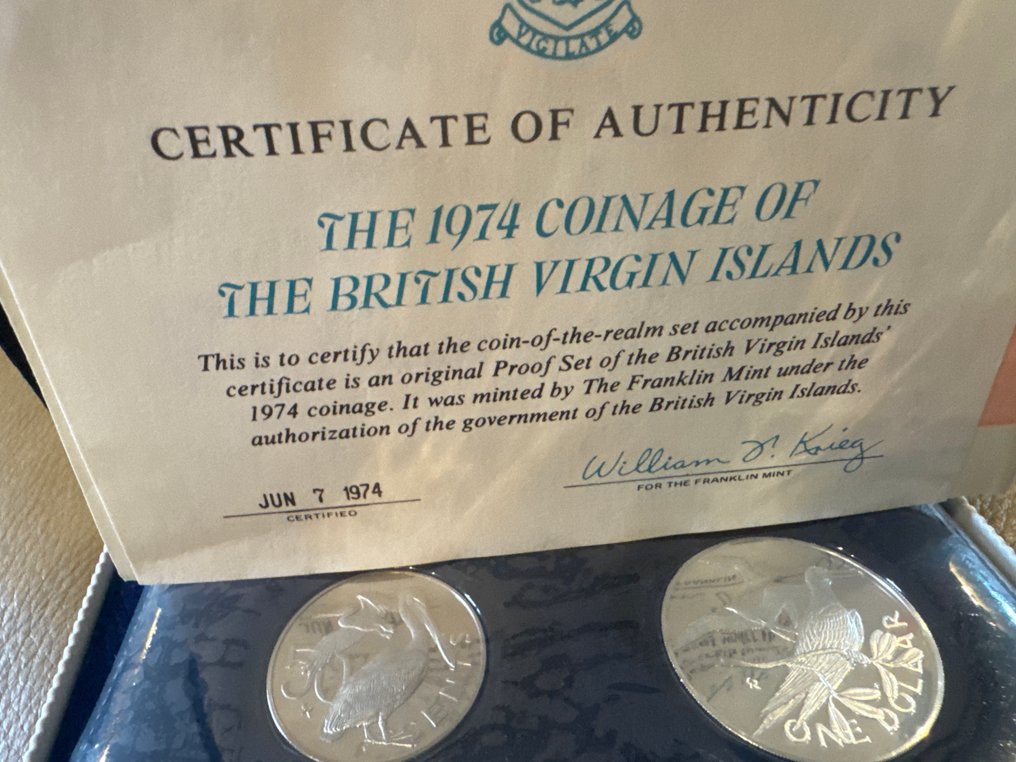 VIGILATE
CERTIFICATE OF AUTHENTICITY
THE 1974 COINAGE OF
THE BRITISH VIRGIN ISLANDS
This is to certify that the coin-of-the-realm set accompanied by this
certificate is an original Proof Set of the British Virgin Islands'
1974 coinage. It was minted by The Franklin Mint under the
authorization of the government of the British Virgin Islands.
JUN 7 1974
CERTIFIED
William T. Krieg
FOR THE FRANKLIN MINT
CENTS
ONE DOLLAR